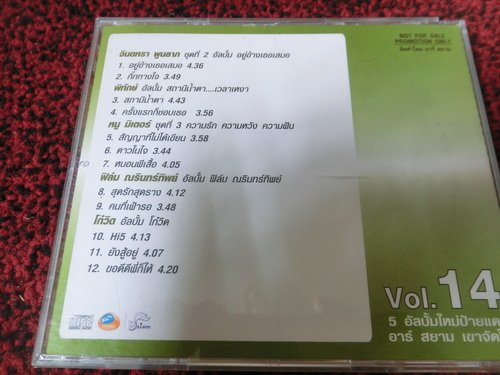 NOT FOR SALE
PROMOTION ONLY
จินตหรา พูนลาภ ชุดที่ 2 อัลบั้ม อยู่ข้างเธอเสมอ
1. อยู่ข้างเธอเสมอ 4.36
2. กี่ทางใจ 3.49
พิทักษ์ อัลบั้ม สถานีน้ำตา....เวลาเหงา
3. สถานีน้ำตา 4.43
4. ครั้งแรกที่ยอมเธอ 3.56
หนู มิเตอร์ ชุดที่ 3 ความรัก ความหวัง ความฝัน
5. สัญญาที่ไม่ได้เขียน 3.58
6. ดาวในใจ 3.44
7. หนอนผีเสื้อ 4.05
ฟิล์ม ณรินทร์ทิพย์ อัลบั้ม ฟิล์ม ณรินทร์ทิพย์
8. สุดรักสุดราง 4.12
9. คนที่เฝ้ารอ 3.48
โก๋วิต อัลบั้ม โก๋วิต
10. Hi5 4.13
11. ยังสู้อยู่ 4.07
12. ขอดีดีพี่ก็ให้ 4.20
Vol. 14
5 อัลบั้มใหม่ป้ายแด
อาร์ สยาม เขาจัดใ